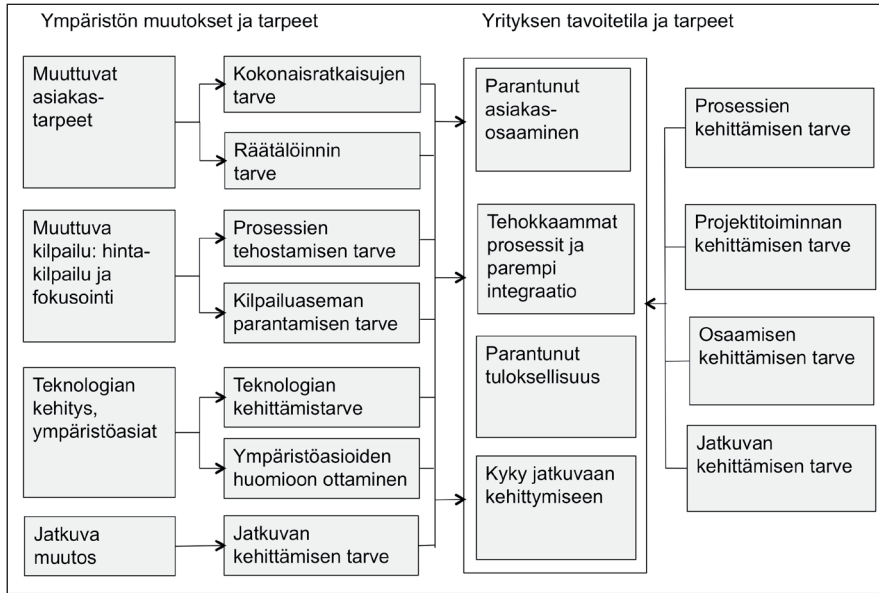 Ympäristön muutokset ja tarpeet
Yrityksen tavoitetila ja tarpeet
Muuttuvat
asiakas-
tarpeet
Kokonaisratkaisujen
tarve
Räätälöinnin
tarve
Muuttuva
kilpailu: hinta-
kilpailu ja
fokusointi
Prosessien
tehostamisen tarve
Kilpailuaseman
parantamisen tarve
Teknologian
kehitys,
ympäristöasiat
Teknologian
kehittämistarve
Ympäristöasioiden
huomioon ottaminen
Jatkuva
muutos
Jatkuvan
kehittämisen tarve
Parantunut
asiakas-
osaaminen
Tehokkaammat
prosessit ja
parempi
integraatio
Parantunut
tuloksellisuus
Kyky jatkuvaan
kehittymiseen
Prosessien
kehittämisen tarve
Projektitoiminnan
kehittämisen tarve
Osaamisen
kehittämisen tarve
Jatkuvan
kehittämisen tarve